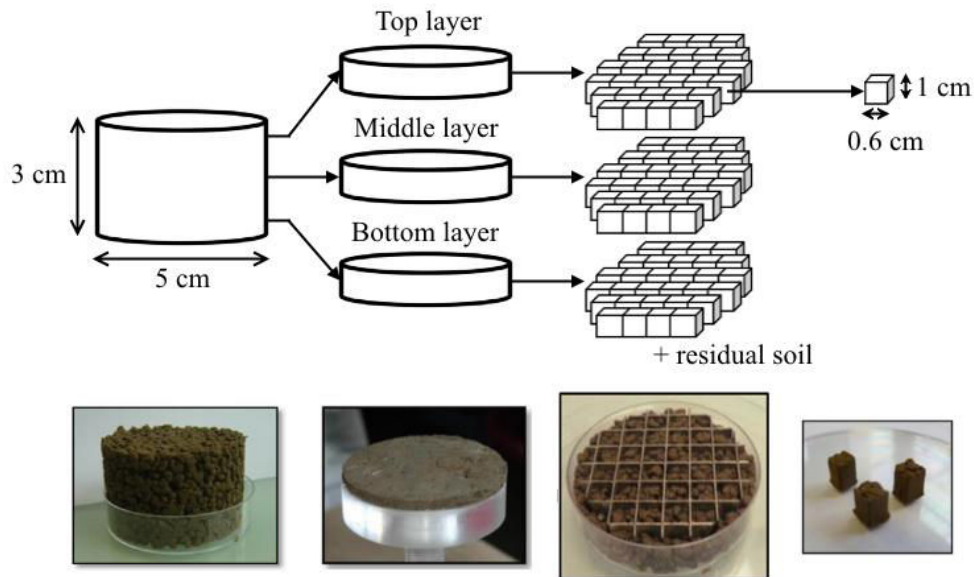 Top layer
1 cm
0.6 cm
Middle layer
3 cm
Bottom layer
5 cm
+ residual soil